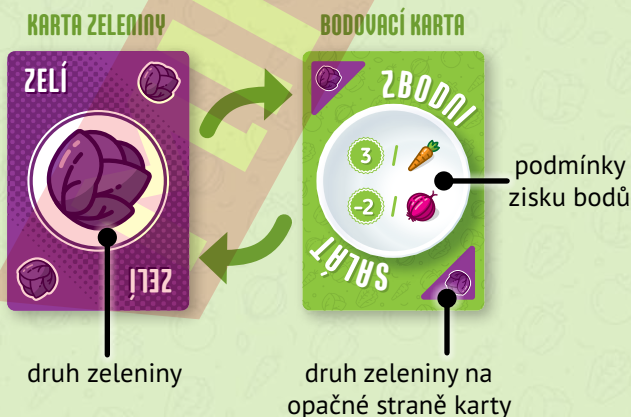 KARTA ZELENINY
BODOVACÍ KARTA
ZELÍ
ZELÍ
ZBODNI
3 /
-2 /
SALÁT
podmínky
zisku bodů
druh zeleniny
druh zeleniny na
opačné straně karty